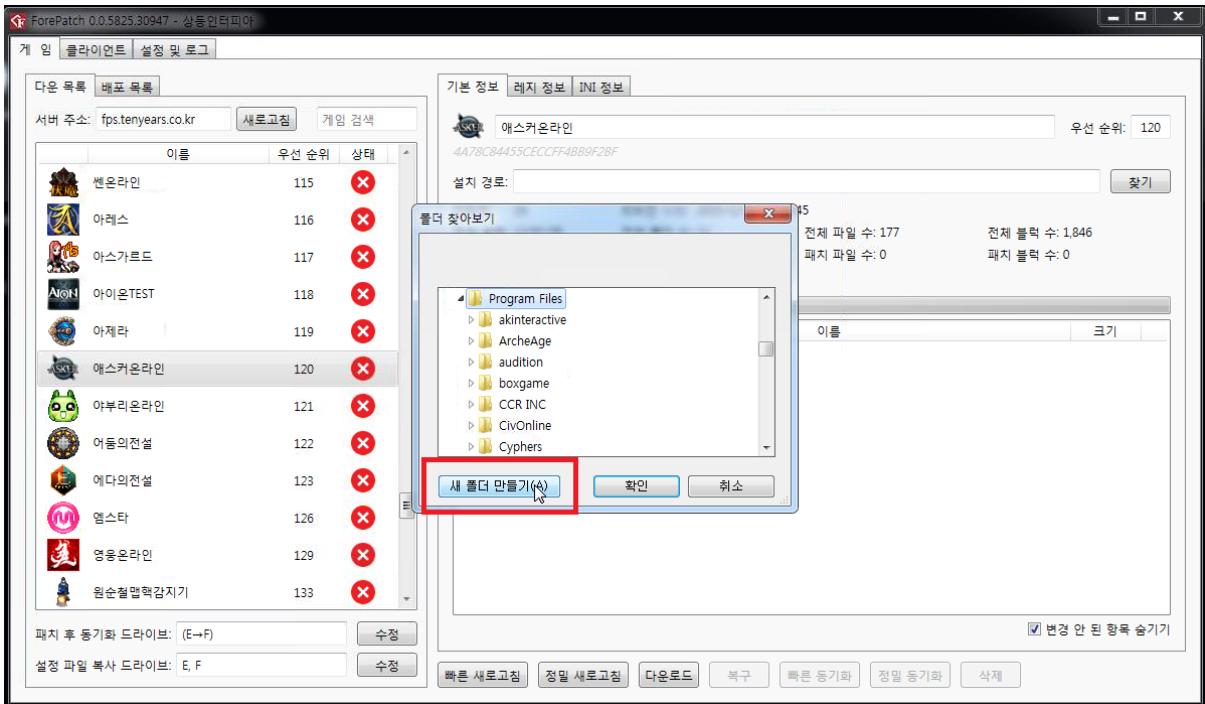 ForePatch 0.0.5825.30947 - 상동인터피아
게 임 클라이언트 설정 및 로그
다운 목록 배포 목록
서버 주소: fps.tenyears.co.kr 새로고침 게임 검색
이름 우선 순위 상태
쎈온라인 115
아레스 116
아스가르드 117
아이온TEST 118
아제라 119
애스커온라인 120
야부리온라인 121
어둠의전설 122
에다의전설 123
엠스타 126
영웅온라인 129
원순철맵핵감지기 133
패치 후 동기화 드라이브: (E→F) 수정
설정 파일 복사 드라이브: E, F 수정
기본 정보 레지 정보 INI 정보
애스커온라인 우선 순위: 120
설치 경로: 찾기
45
전체 파일 수: 177 전체 블럭 수: 1,846
패치 파일 수: 0 패치 블럭 수: 0
이름 크기
폴더 찾아보기
Program Files
akinteractive
ArcheAge
audition
boxgame
CCR INC
CivOnline
Cyphers
새 폴더 만들기(A) 확인 취소
변경 안 된 항목 숨기기
빠른 새로고침 정밀 새로고침 다운로드 복구 빠른 동기화 정밀 동기화 삭제